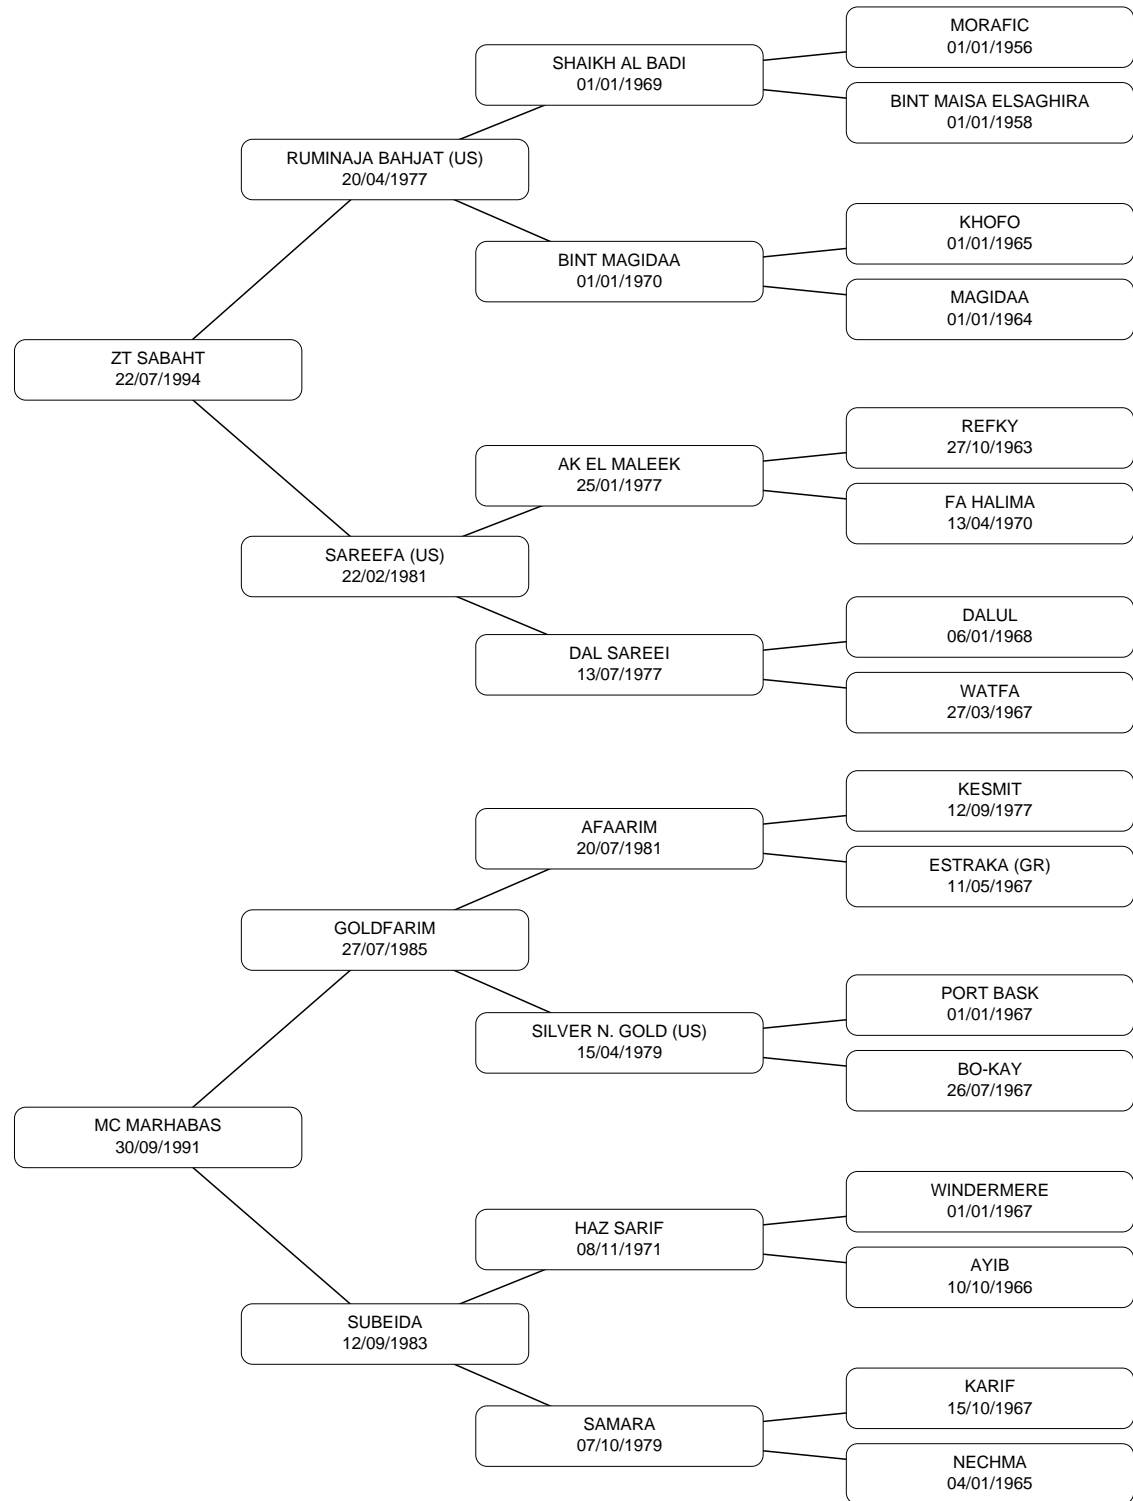 MORAFIC
01/01/1956
SHAIKH AL BADI
01/01/1969
BINT MAISA ELSAGHIRA
01/01/1958
RUMINAJA BAHJAT (US)
20/04/1977
KHOFO
01/01/1965
BINT MAGIDAA
01/01/1970
MAGIDAA
01/01/1964
ZT SABAHT
22/07/1994
REFKY
27/10/1963
AK EL MALEEK
25/01/1977
FA HALIMA
13/04/1970
SAREEFA (US)
22/02/1981
DALUL
06/01/1968
DAL SAREEI
13/07/1977
WATFA
27/03/1967
KESMIT
12/09/1977
AFAARIM
20/07/1981
ESTRAKA (GR)
11/05/1967
GOLDFARIM
27/07/1985
PORT BASK
01/01/1967
SILVER N. GOLD (US)
15/04/1979
BO-KAY
26/07/1967
MC MARHABAS
30/09/1991
WINDERMERE
01/01/1967
HAZ SARIF
08/11/1971
AYIB
10/10/1966
SUBEIDA
12/09/1983
KARIF
15/10/1967
SAMARA
07/10/1979
NECHMA
04/01/1965